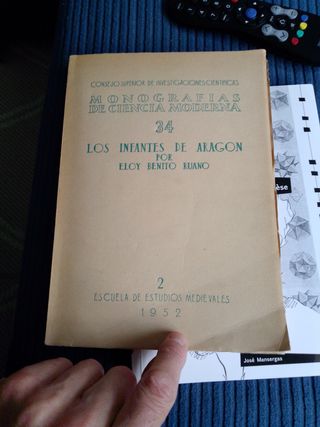 CONSEJO SUPERIOR DE INVESTIGACIONES CIENTIFICAS
MONOGRAFIAS
DE CIENCIA MODERNA
34
LOS INFANTES DE ARAGON
POR
ELOY BENITO RUANO
2
ESCUELA DE ESTUDIOS MEDIEVALES
1952
José Mansergas